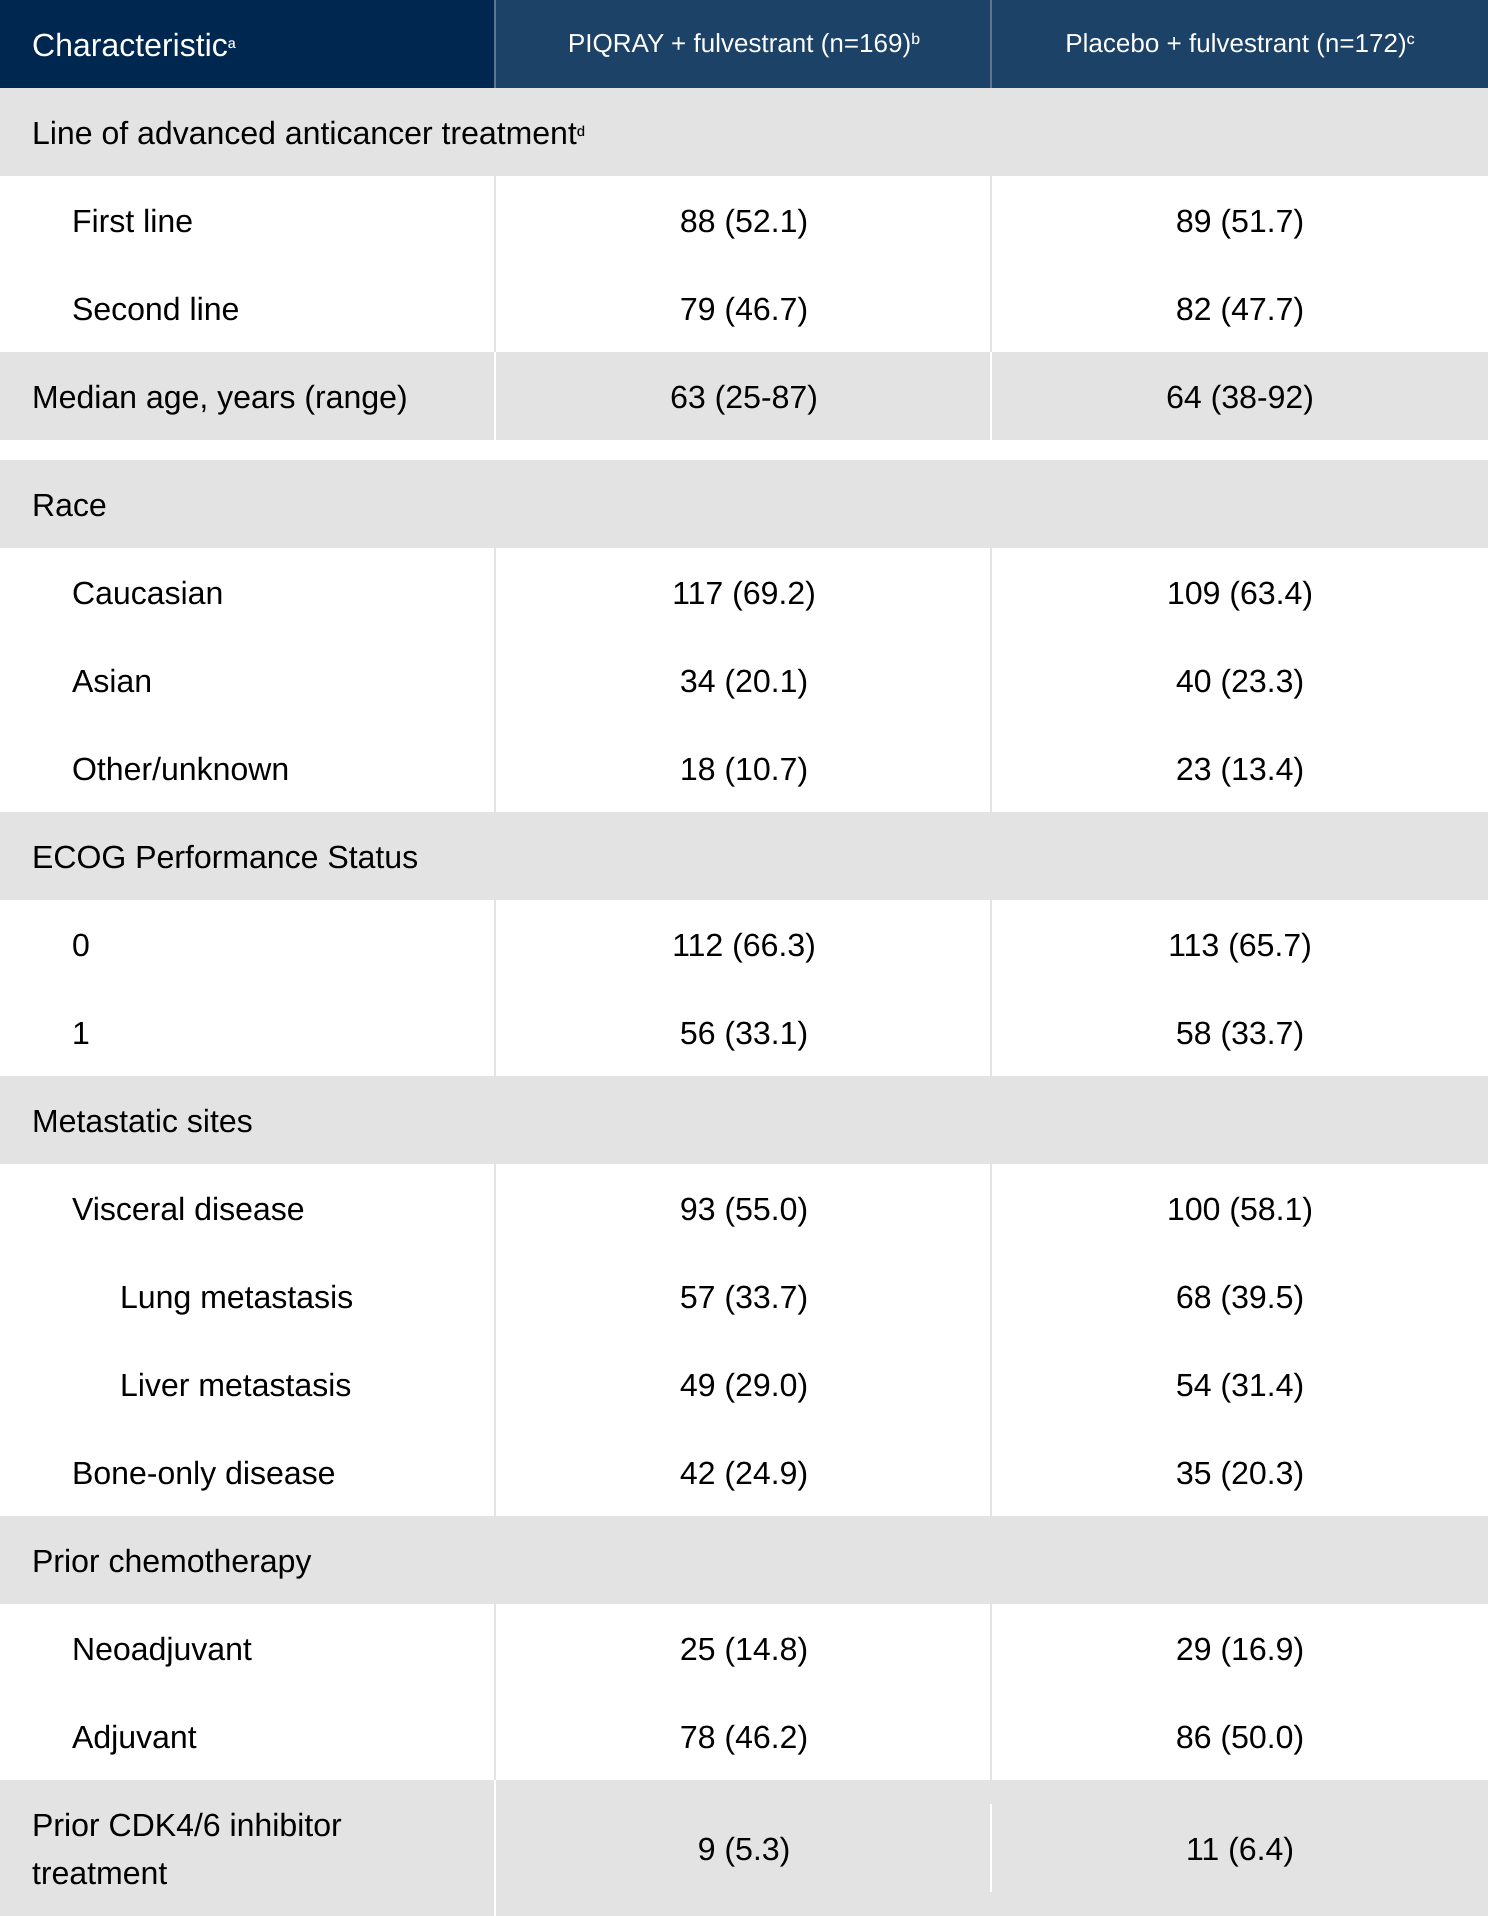 Characteristicᵃ PIQRAY + fulvestrant (n=169)ᵇ Placebo + fulvestrant (n=172)ᶜ
Line of advanced anticancer treatmentᵈ
First line 88 (52.1) 89 (51.7)
Second line 79 (46.7) 82 (47.7)
Median age, years (range) 63 (25-87) 64 (38-92)
Race
Caucasian 117 (69.2) 109 (63.4)
Asian 34 (20.1) 40 (23.3)
Other/unknown 18 (10.7) 23 (13.4)
ECOG Performance Status
0 112 (66.3) 113 (65.7)
1 56 (33.1) 58 (33.7)
Metastatic sites
Visceral disease 93 (55.0) 100 (58.1)
Lung metastasis 57 (33.7) 68 (39.5)
Liver metastasis 49 (29.0) 54 (31.4)
Bone-only disease 42 (24.9) 35 (20.3)
Prior chemotherapy
Neoadjuvant 25 (14.8) 29 (16.9)
Adjuvant 78 (46.2) 86 (50.0)
Prior CDK4/6 inhibitor
treatment 9 (5.3) 11 (6.4)